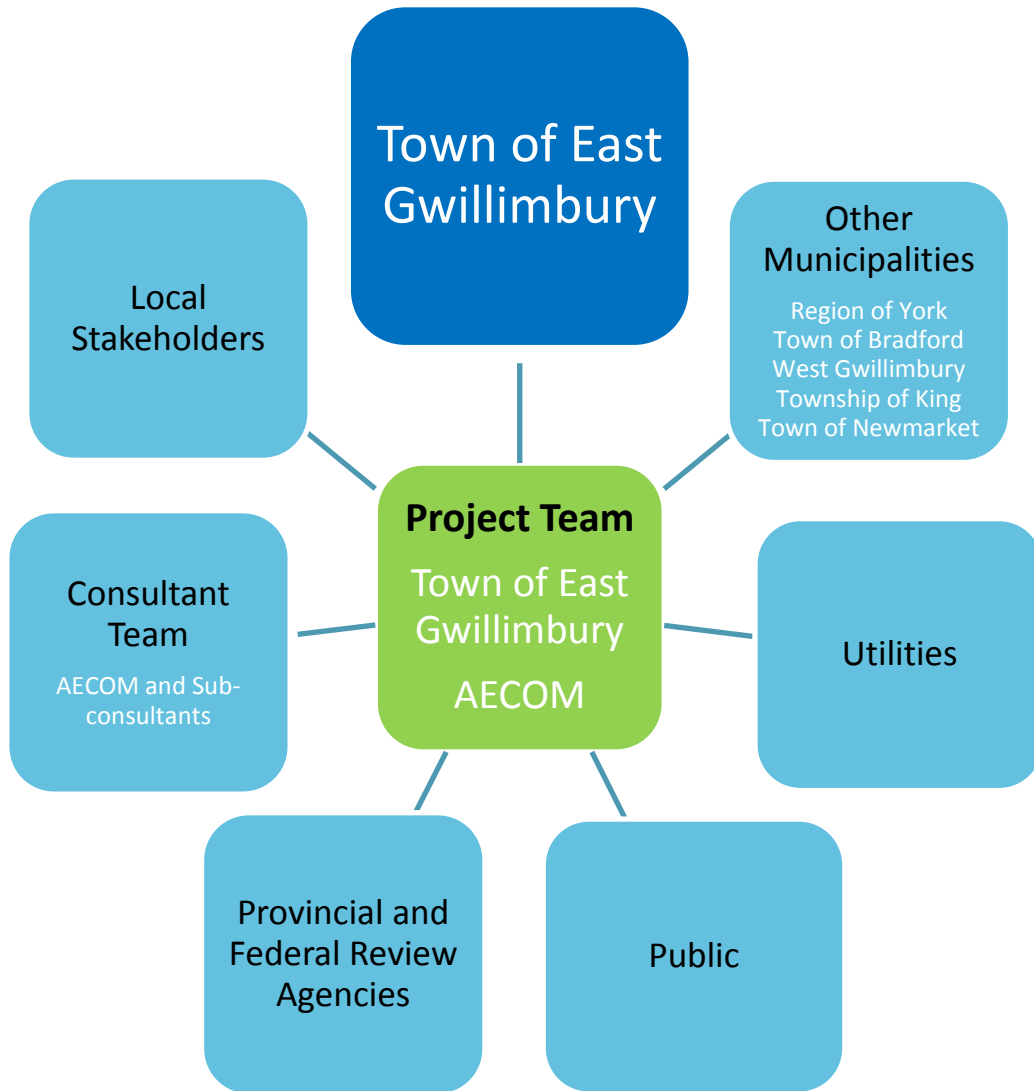 Town of East
Gwillimbury
Local
Stakeholders
Other
Municipalities
Region of York
Town of Bradford
West Gwillimbury
Township of King
Town of Newmarket
Project Team
Town of East
Gwillimbury
AECOM
Consultant
Team
AECOM and Sub-
consultants
Utilities
Provincial and
Federal Review
Agencies
Public